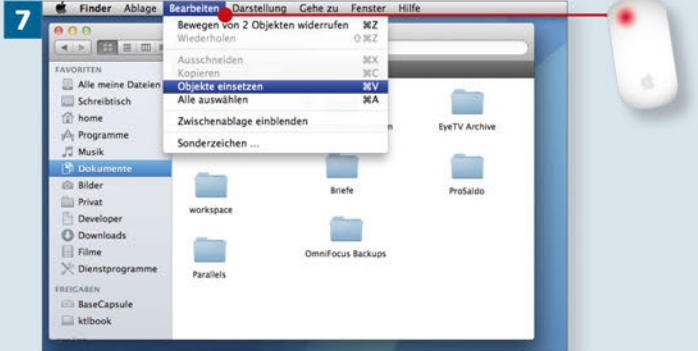 7
Finder Ablage Bearbeiten Darstellung Gehe zu Fenster Hilfe
Bewegen von 2 Objekten widerrufen ⌘Z
Wiederholen ⇧⌘Z
Ausschneiden ⌘X
Kopieren ⌘C
Objekte einsetzen ⌘V
Alle auswählen ⌘A
Zwischenablage einblenden
Sonderzeichen ...
FAVORITEN
Alle meine Dateien
Schreibtisch
home
Programme
Musik
Dokumente
Bilder
Privat
Developer
Downloads
Filme
Dienstprogramme
FREIGABEN
BaseCapsule
ktlbook
EyeTV Archive
workspace
Briefe
ProSaldo
Parallels
OmniFocus Backups